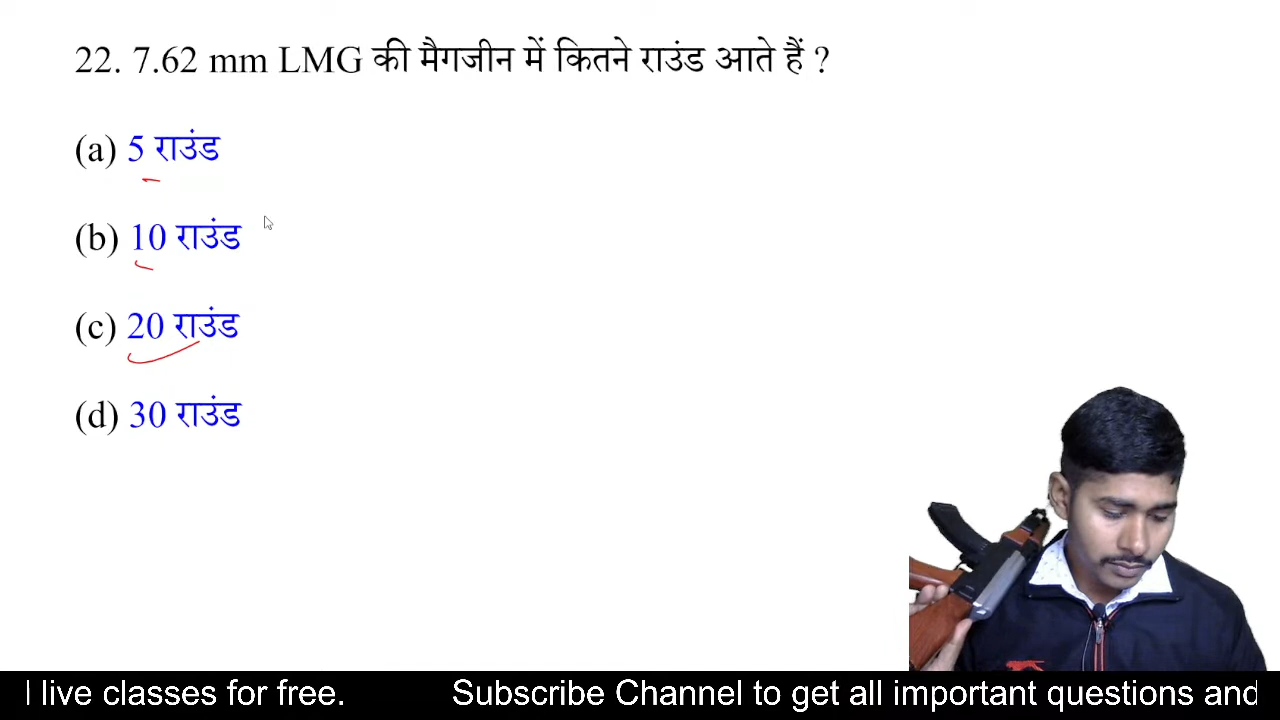 22. 7.62 mm LMG की मैगजीन में कितने राउंड आते हैं ?
(a) 5 राउंड
(b) 10 राउंड
(c) 20 राउंड
(d) 30 राउंड
l live classes for free. Subscribe Channel to get all important questions and